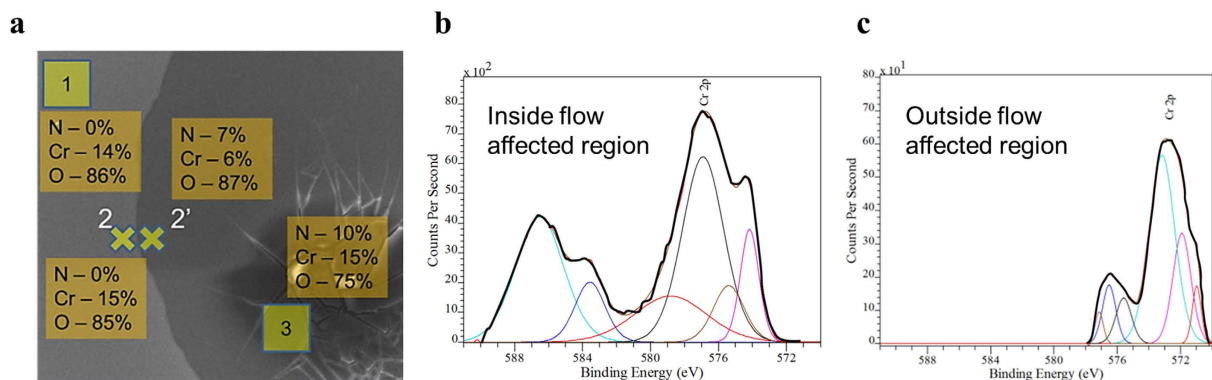 a
1
N – 0%
Cr – 14%
O – 86%
N – 7%
Cr – 6%
O – 87%
2 2'
N – 0%
Cr – 15%
O – 85%
N – 10%
Cr – 15%
O – 75%
3
b
x 10²
80
70
60
50
40
30
20
10
0
Counts Per Second
Cr 2p
Inside flow
affected region
588 584 580 576 572
Binding Energy (eV)
c
x 10¹
80
70
60
50
40
30
20
10
0
Counts Per Second
Cr 2p
Outside flow
affected region
588 584 580 576 572
Binding Energy (eV)